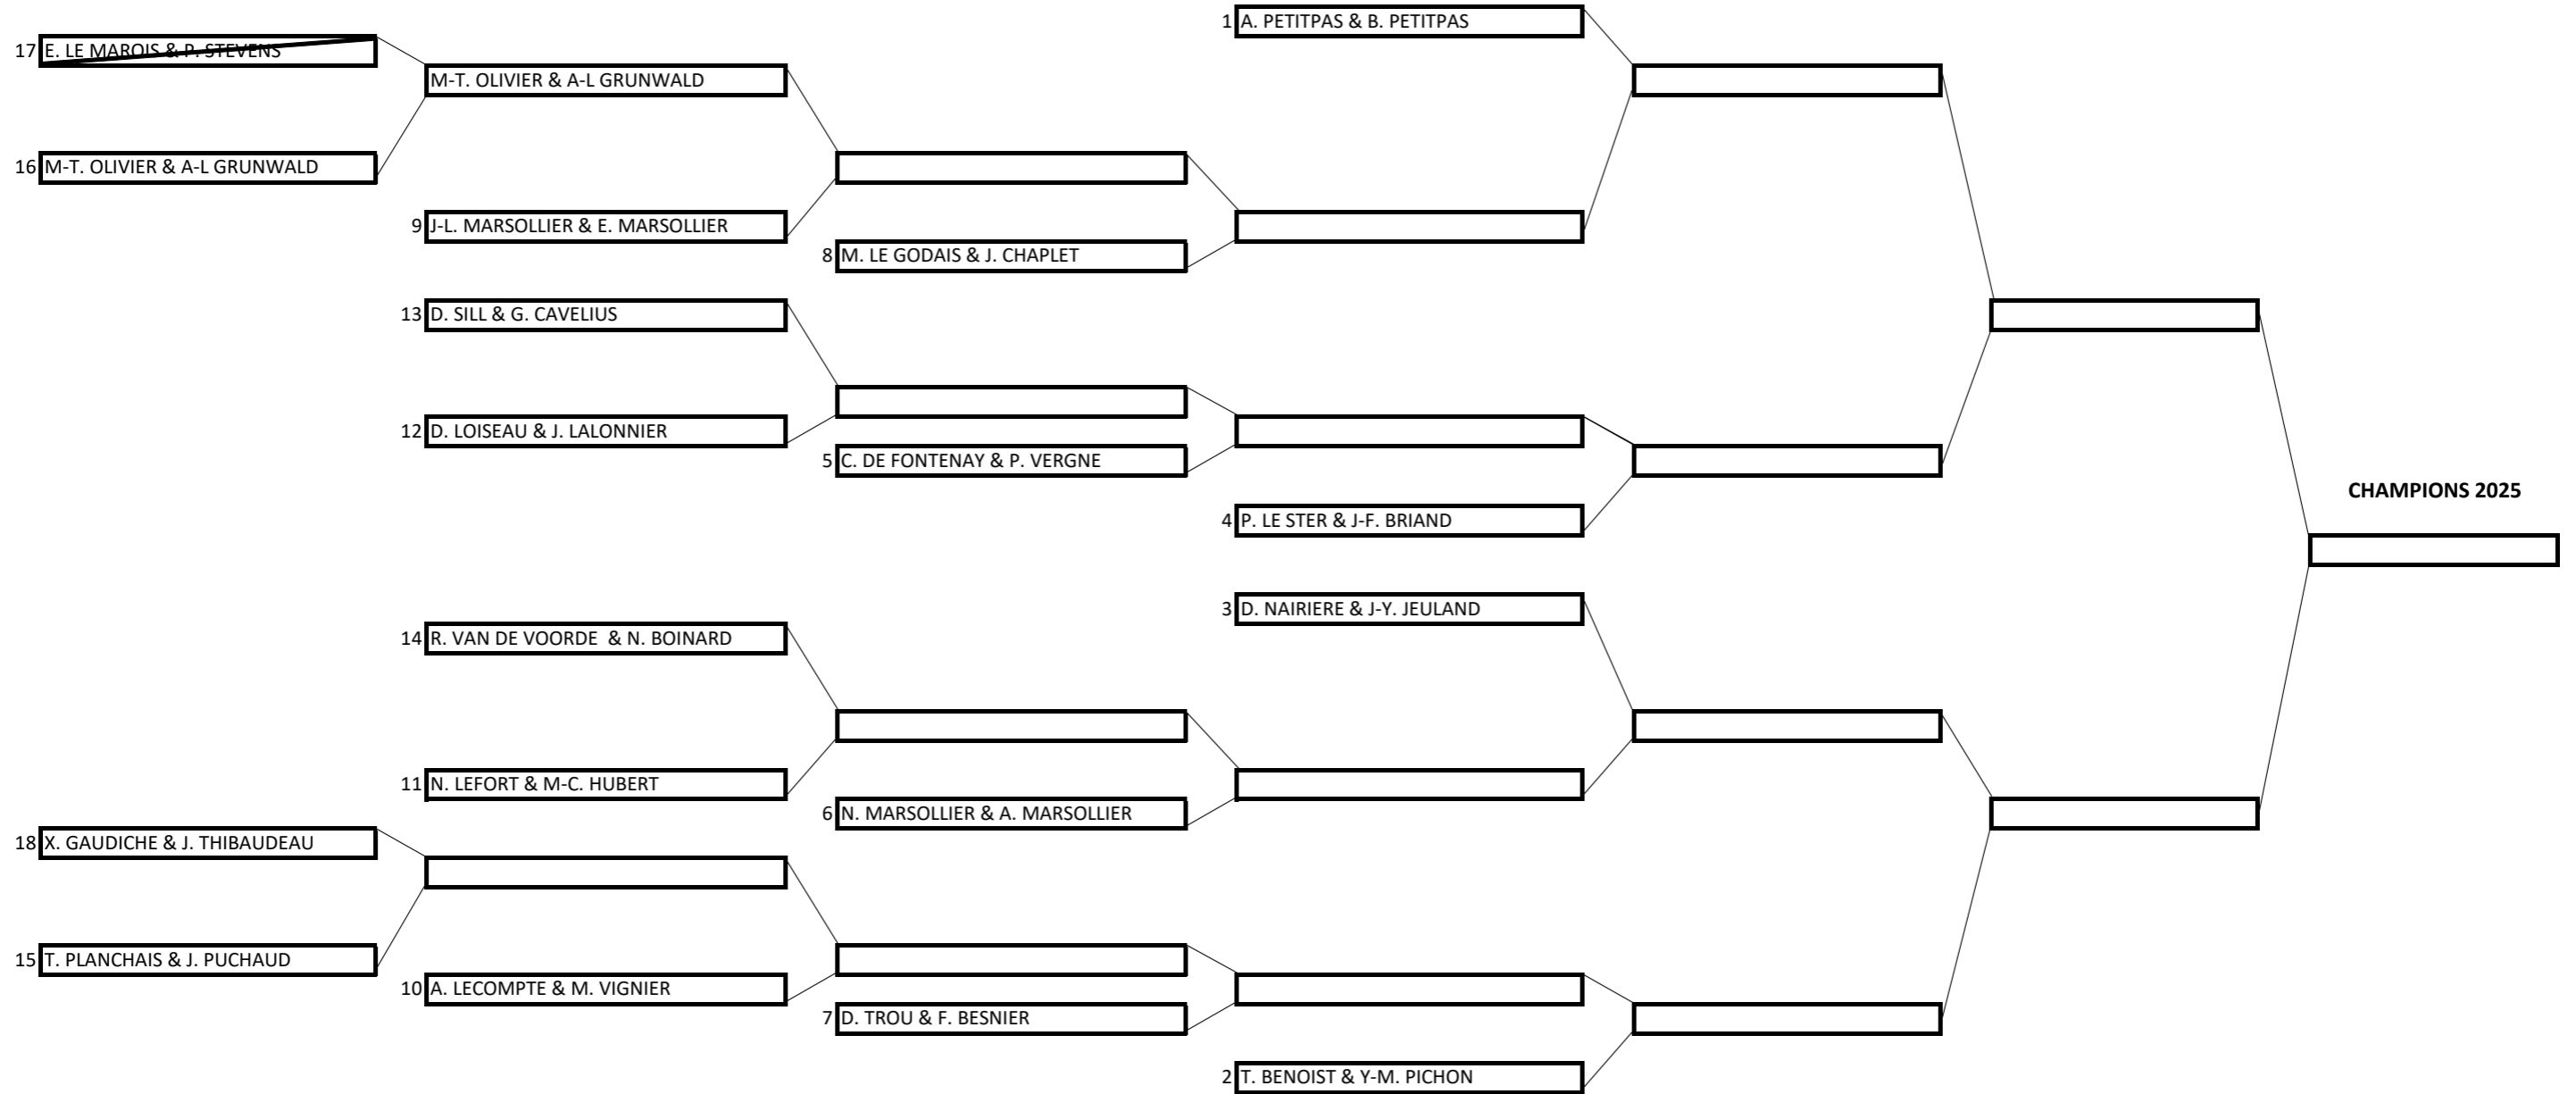 1 A. PETITPAS & B. PETITPAS
17 E. LE MAROIS & P. STEVENS
M-T. OLIVIER & A-L GRUNWALD
16 M-T. OLIVIER & A-L GRUNWALD
9 J-L. MARSOLLIER & E. MARSOLLIER
8 M. LE GODAIS & J. CHAPLET
13 D. SILL & G. CAVELIUS
12 D. LOISEAU & J. LALONNIER
5 C. DE FONTENAY & P. VERGNE
CHAMPIONS 2025
4 P. LE STER & J-F. BRIAND
3 D. NAIRIERE & J-Y. JEULAND
14 R. VAN DE VOORDE & N. BOINARD
11 N. LEFORT & M-C. HUBERT
6 N. MARSOLLIER & A. MARSOLLIER
18 X. GAUDICHE & J. THIBAUDEAU
15 T. PLANCHAIS & J. PUCHAUD
10 A. LECOMPTE & M. VIGNIER
7 D. TROU & F. BESNIER
2 T. BENOIST & Y-M. PICHON